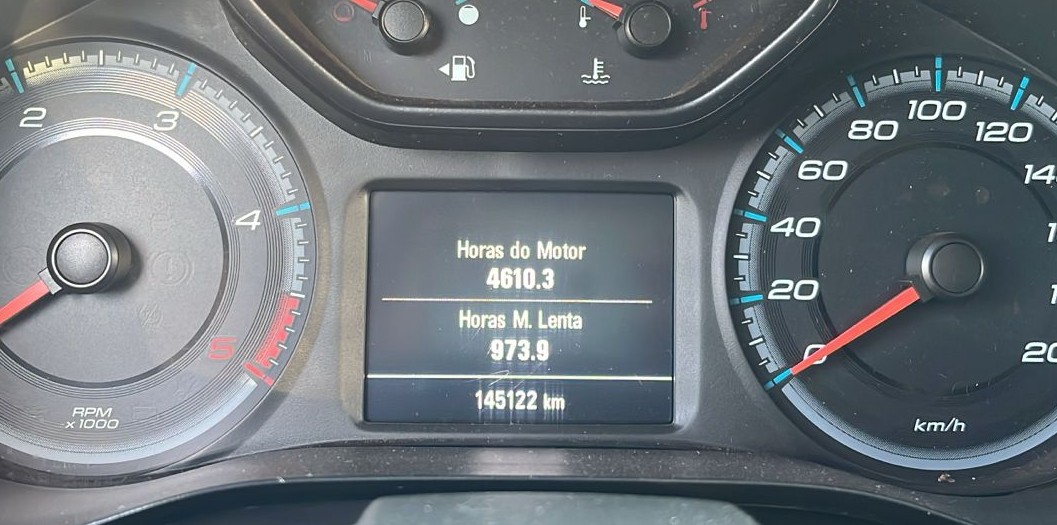 2
3
4
5
RPM
x1000
Horas do Motor
4610.3
Horas M. Lenta
973.9
145122 km
0
20
40
60
80
100
120
km/h